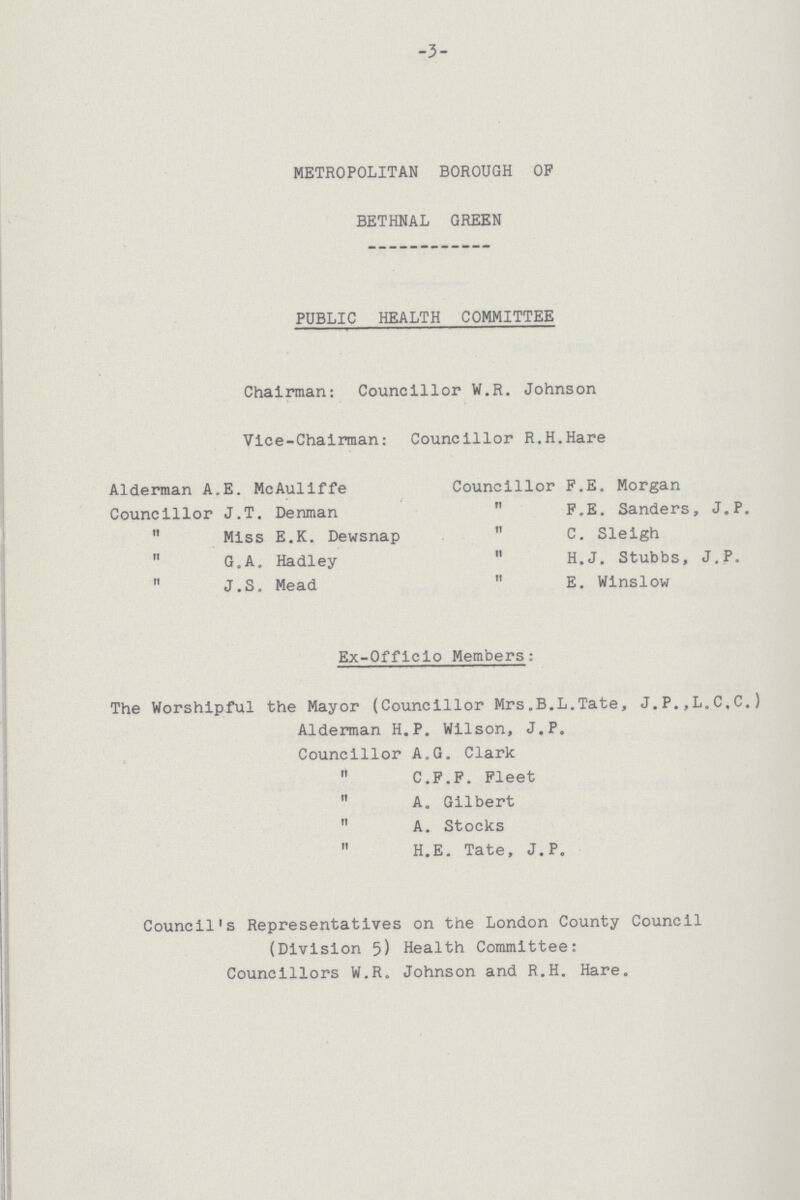 -3-
METROPOLITAN BOROUGH OF
BETHNAL GREEN
PUBLIC HEALTH COMMITTEE
Chairman: Councillor W.R. Johnson
Vice-Chairman: Councillor R.H.Hare
Alderman A.E. McAuliffe Councillor F.E. Morgan
Councillor J.T. Denman " F.E. Sanders, J.P.
" Miss E.K. Dewsnap " C. Sleigh
" G.A. Hadley " H.J. Stubbs, J.P.
" J.S. Mead " E. Winslow
Ex-Officio Members:
The Worshipful the Mayor (Councillor Mrs.B.L.Tate, J.P.,L.C.C.)
Alderman H.P. Wilson, J.P.
Councillor A.G. Clark
" C.F.F. Fleet
" A. Gilbert
" A. Stocks
" H.E. Tate, J.P.
Council's Representatives on the London County Council
(Division 5) Health Committee:
Councillors W.R. Johnson and R.H. Hare.